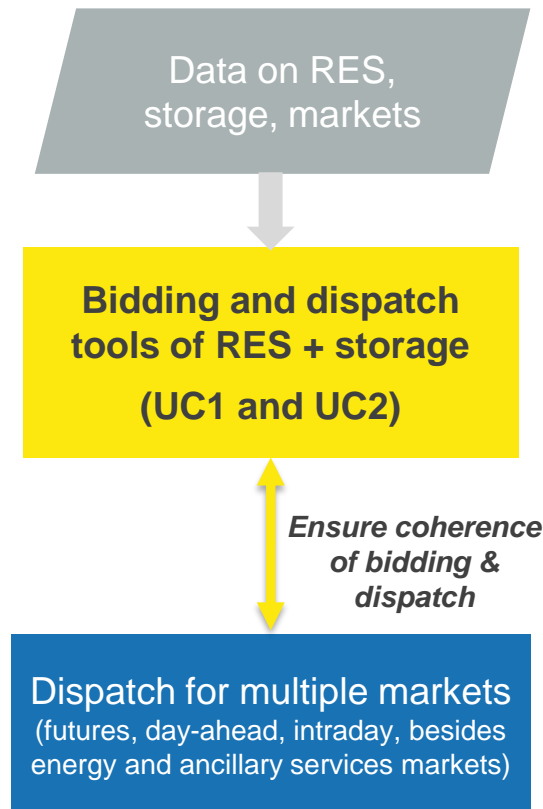 Data on RES,
storage, markets
Bidding and dispatch
tools of RES + storage
(UC1 and UC2)
Ensure coherence
of bidding &
dispatch
Dispatch for multiple markets
(futures, day-ahead, intraday, besides
energy and ancillary services markets)